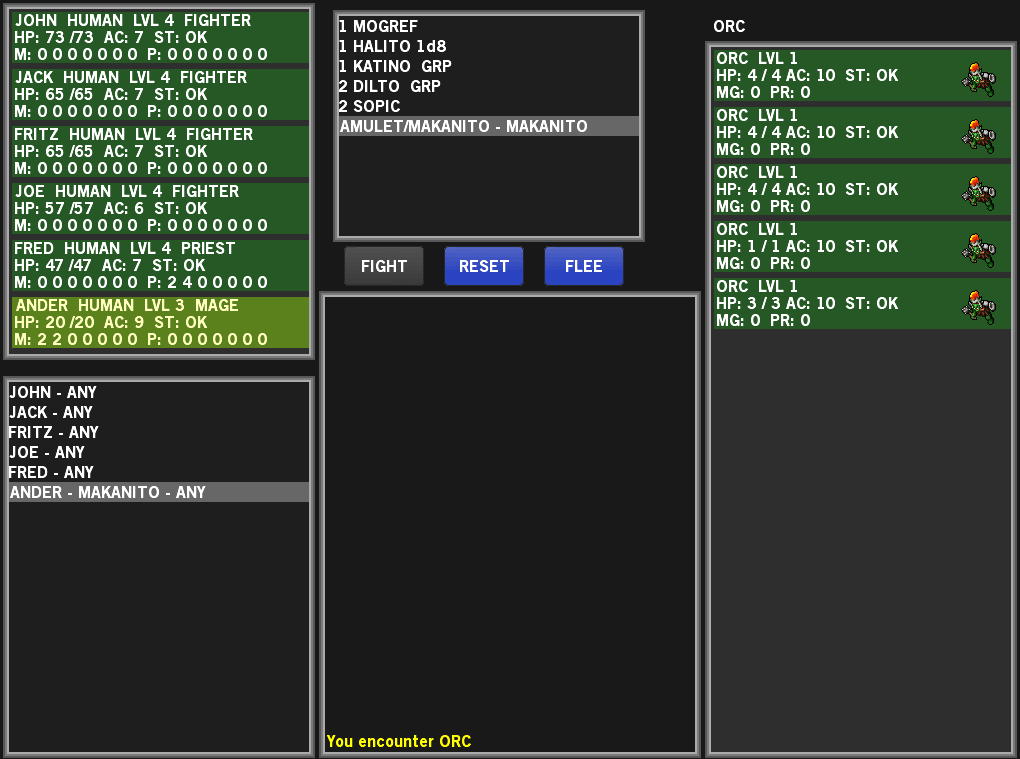 JOHN HUMAN LVL 4 FIGHTER
HP: 73 /73 AC: 7 ST: OK
M: 0 0 0 0 0 0 0 P: 0 0 0 0 0 0 0
JACK HUMAN LVL 4 FIGHTER
HP: 65 /65 AC: 7 ST: OK
M: 0 0 0 0 0 0 0 P: 0 0 0 0 0 0 0
FRITZ HUMAN LVL 4 FIGHTER
HP: 65 /65 AC: 7 ST: OK
M: 0 0 0 0 0 0 0 P: 0 0 0 0 0 0 0
JOE HUMAN LVL 4 FIGHTER
HP: 57 /57 AC: 6 ST: OK
M: 0 0 0 0 0 0 0 P: 0 0 0 0 0 0 0
FRED HUMAN LVL 4 PRIEST
HP: 47 /47 AC: 7 ST: OK
M: 0 0 0 0 0 0 0 P: 2 4 0 0 0 0 0
ANDER HUMAN LVL 3 MAGE
HP: 20 /20 AC: 9 ST: OK
M: 2 2 0 0 0 0 0 P: 0 0 0 0 0 0 0
JOHN - ANY
JACK - ANY
FRITZ - ANY
JOE - ANY
FRED - ANY
ANDER - MAKANITO - ANY
1 MOGREF
1 HALITO 1d8
1 KATINO GRP
2 DILTO GRP
2 SOPIC
AMULET/MAKANITO - MAKANITO
FIGHT
RESET
FLEE
You encounter ORC
ORC
ORC LVL 1
HP: 4 / 4 AC: 10 ST: OK
MG: 0 PR: 0
ORC LVL 1
HP: 4 / 4 AC: 10 ST: OK
MG: 0 PR: 0
ORC LVL 1
HP: 4 / 4 AC: 10 ST: OK
MG: 0 PR: 0
ORC LVL 1
HP: 1 / 1 AC: 10 ST: OK
MG: 0 PR: 0
ORC LVL 1
HP: 3 / 3 AC: 10 ST: OK
MG: 0 PR: 0